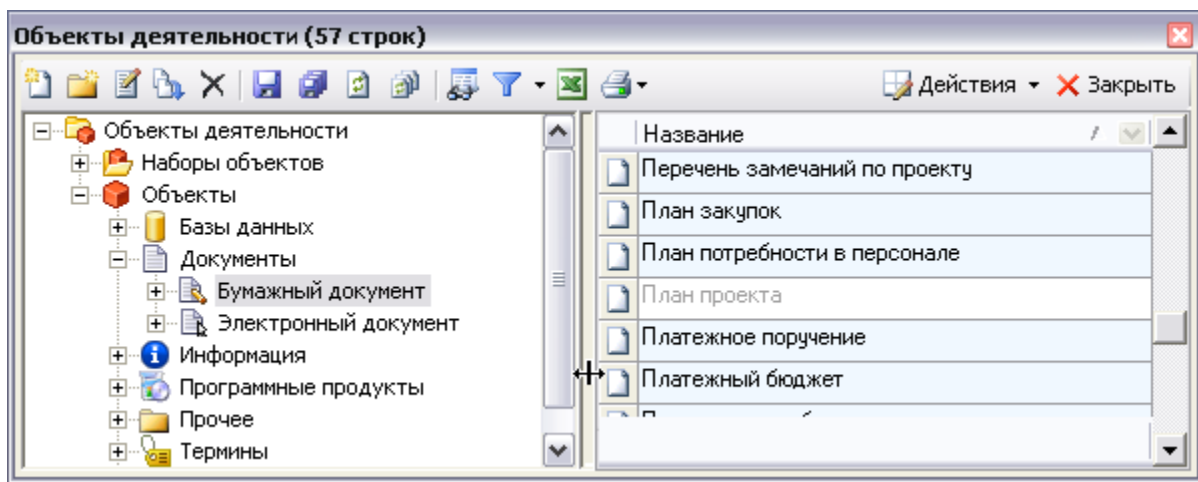 Объекты деятельности (57 строк)
Действия
Закрыть
Объекты деятельности
Наборы объектов
Объекты
Базы данных
Документы
Бумажный документ
Электронный документ
Информация
Программные продукты
Прочее
Термины
Название
Перечень замечаний по проекту
План закупок
План потребности в персонале
План проекта
Платежное поручение
Платежный бюджет